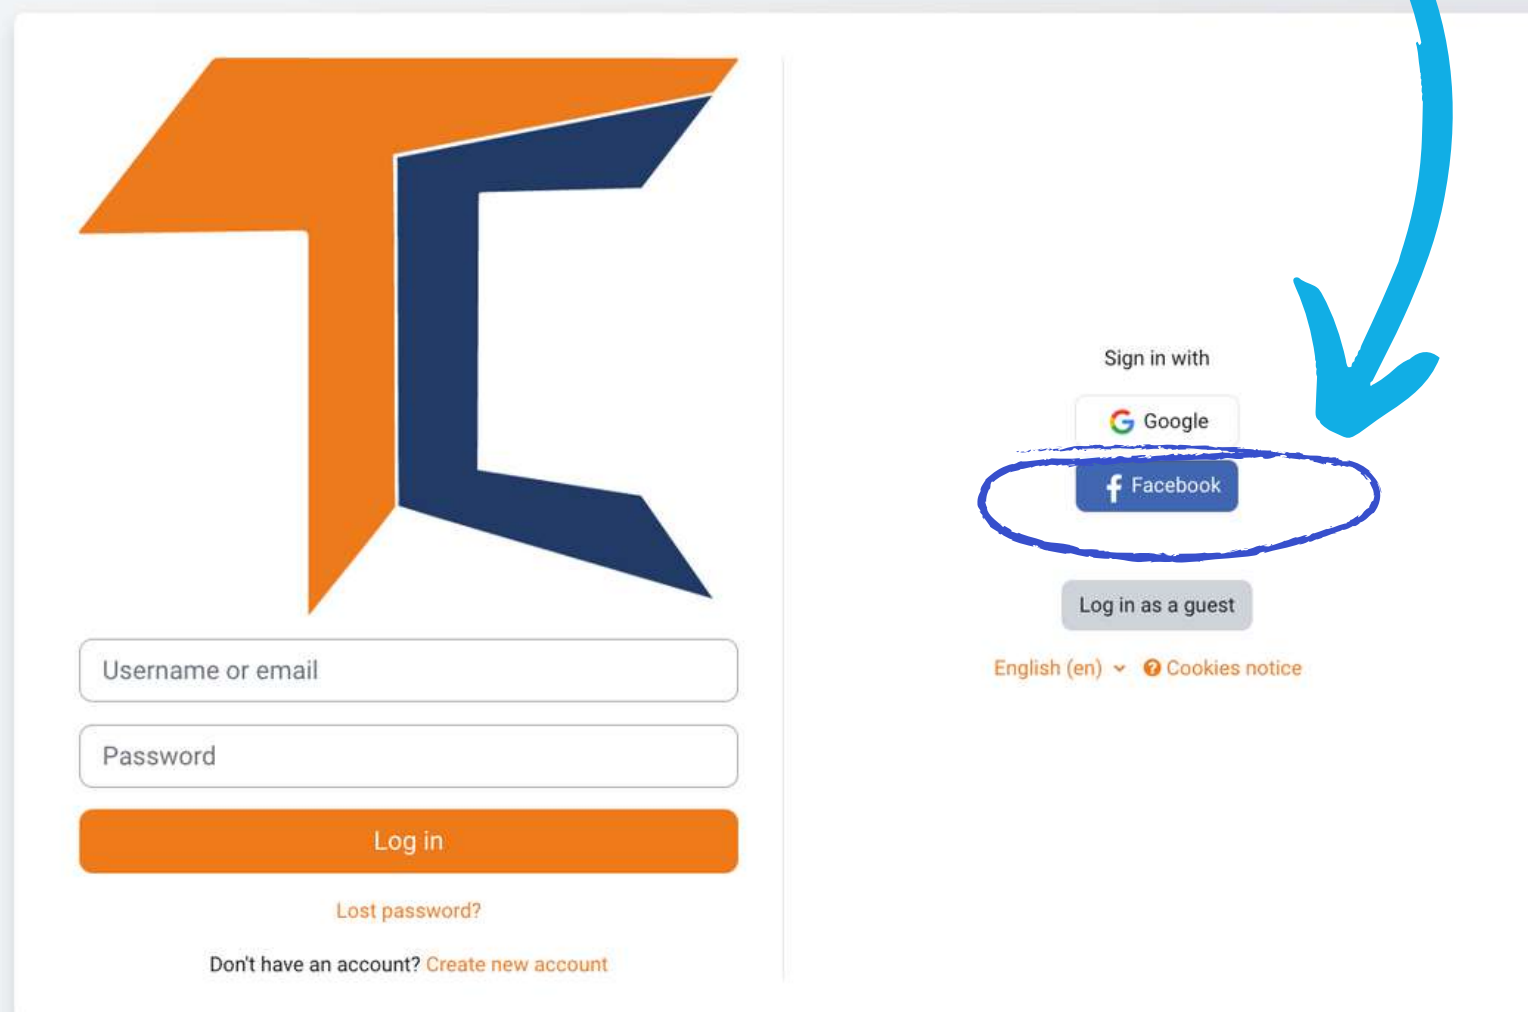 TC
Username or email
Password
Log in
Lost password?
Don't have an account? Create new account
Sign in with
Google
Facebook
Log in as a guest
English (en) Cookies notice